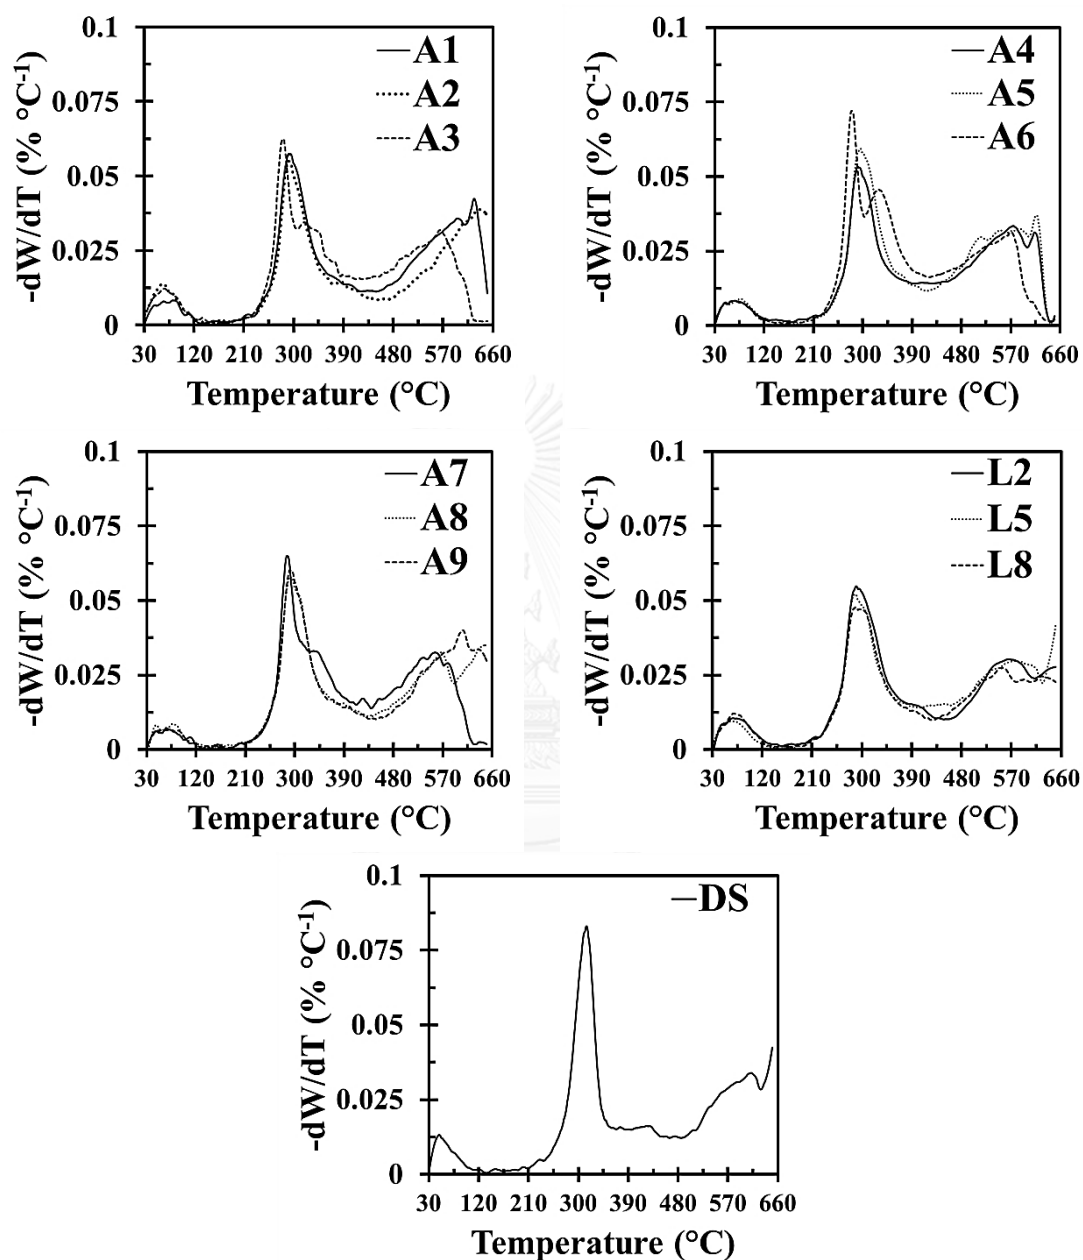 0.1
0.075
0.05
0.025
0
-dW/dT (% °C-1)
A1
A2
A3
30 120 210 300 390 480 570 660
Temperature (°C)
0.1
0.075
0.05
0.025
0
-dW/dT (% °C-1)
A4
A5
A6
30 120 210 300 390 480 570 660
Temperature (°C)
0.1
0.075
0.05
0.025
0
-dW/dT (% °C-1)
A7
A8
A9
30 120 210 300 390 480 570 660
Temperature (°C)
0.1
0.075
0.05
0.025
0
-dW/dT (% °C-1)
L2
L5
L8
30 120 210 300 390 480 570 660
Temperature (°C)
0.1
0.075
0.05
0.025
0
-dW/dT (% °C-1)
DS
30 120 210 300 390 480 570 660
Temperature (°C)